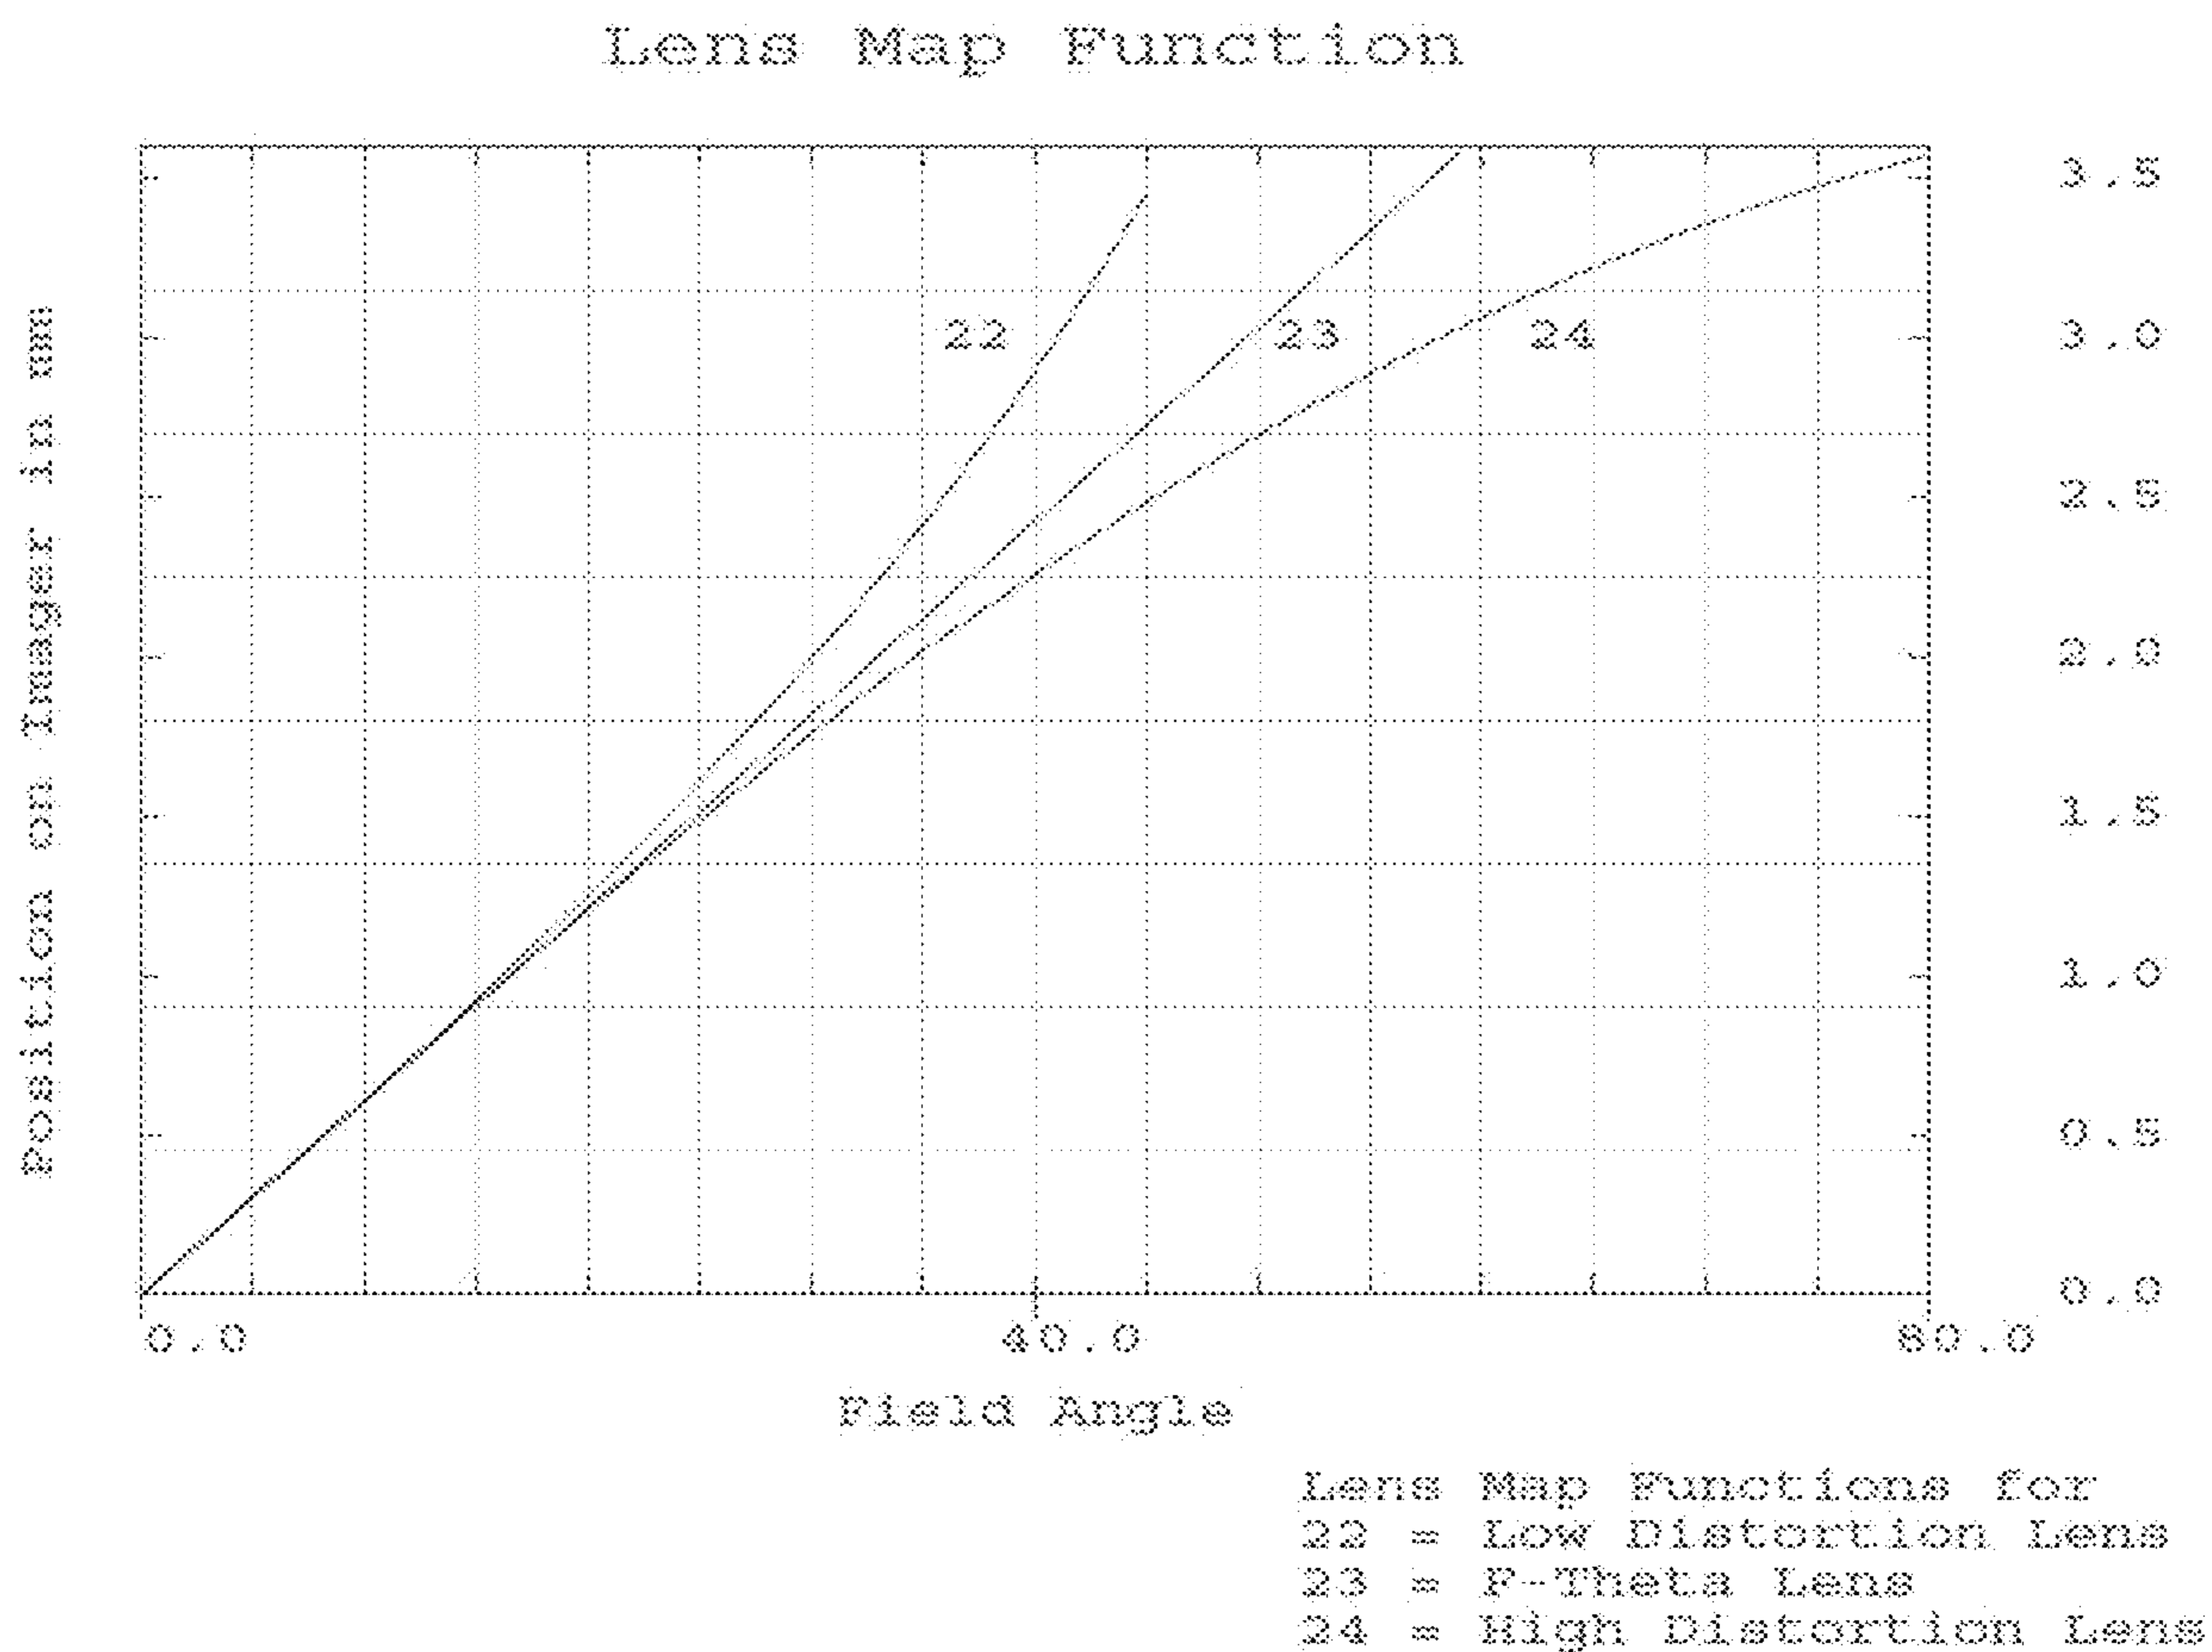 Lens Map Function
Position on Imager in mm
22
23
24
3.5
3.0
2.5
2.0
1.5
1.0
0.5
0.0
0.0
40.0
80.0
Field Angle
Lens Map Functions for
22 = Low Distortion Lens
23 = F-Theta Lens
24 = High Distortion Lens